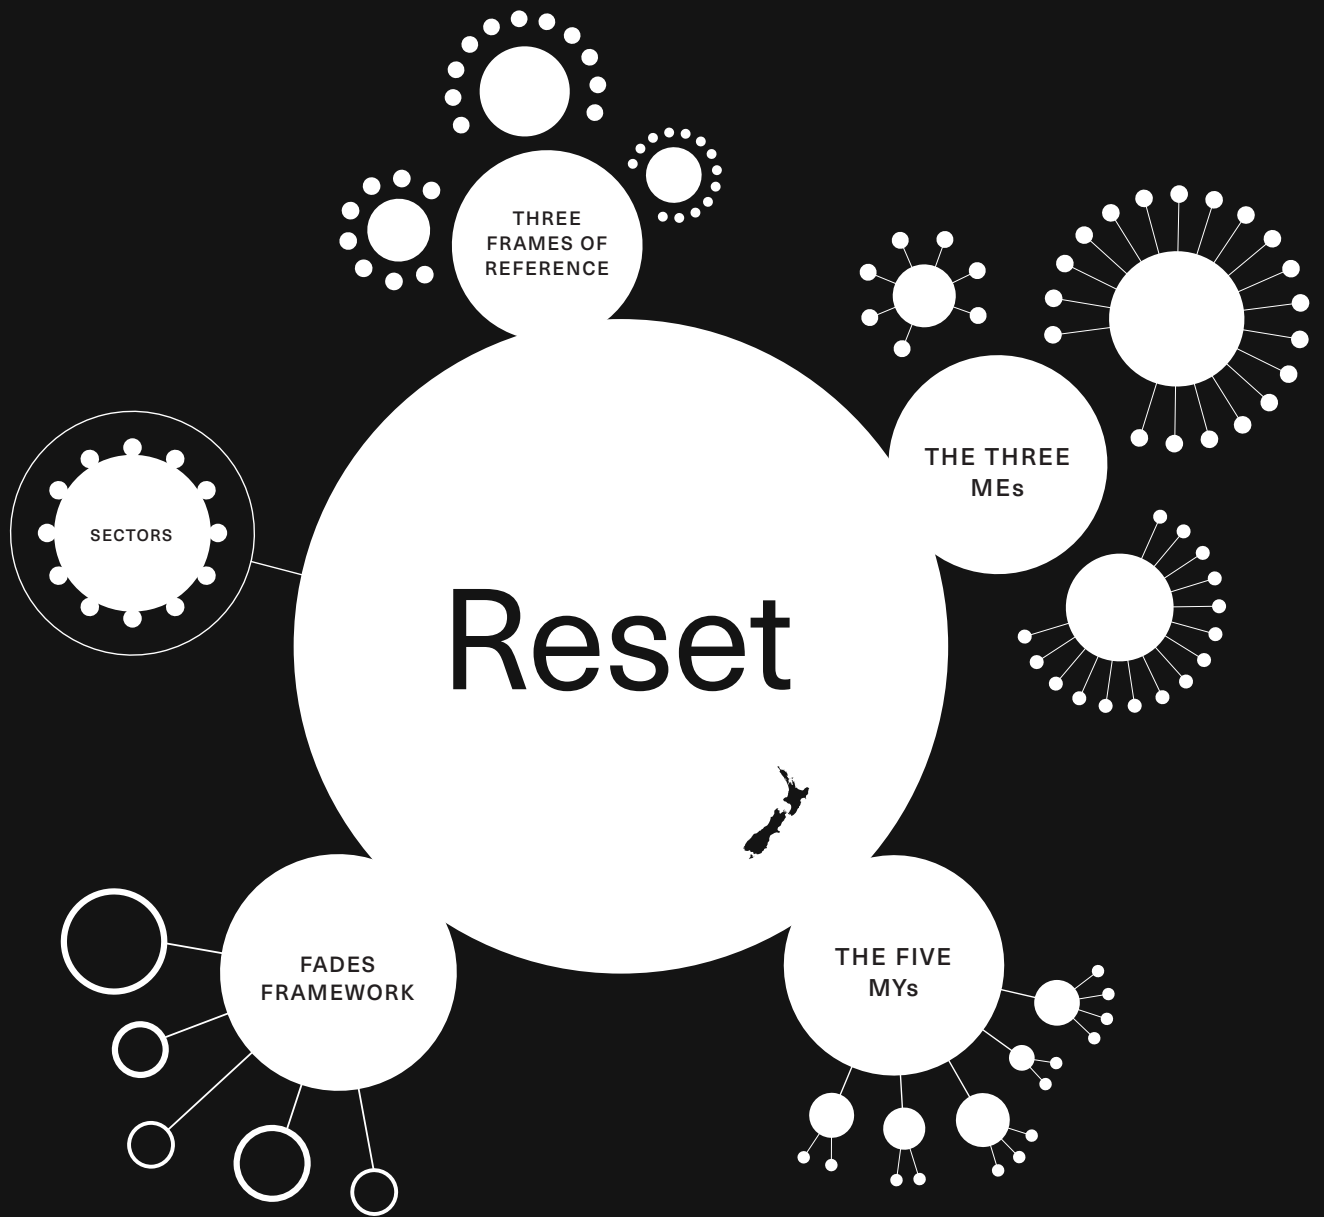 THREE
FRAMES OF
REFERENCE
THE THREE
MEs
SECTORS
Reset
FADES
FRAMEWORK
THE FIVE
MYs